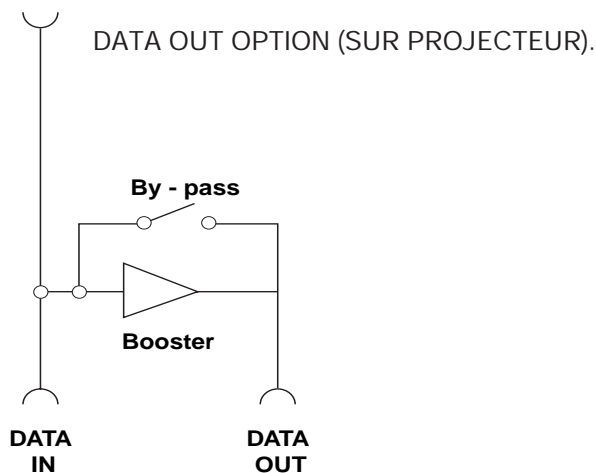 DATA OUT OPTION (SUR PROJECTEUR).
By - pass
Booster
DATA
IN
DATA
OUT